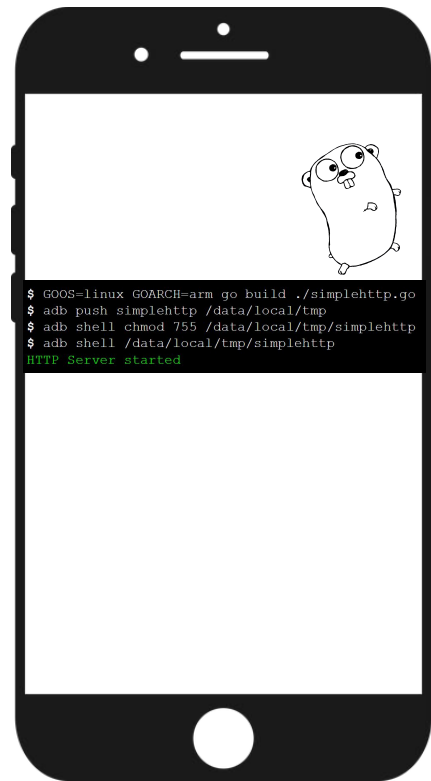 $ GOOS=linux GOARCH=arm go build ./simplehttp.go
$ adb push simplehttp /data/local/tmp
$ adb shell chmod 755 /data/local/tmp/simplehttp
$ adb shell /data/local/tmp/simplehttp
HTTP Server started